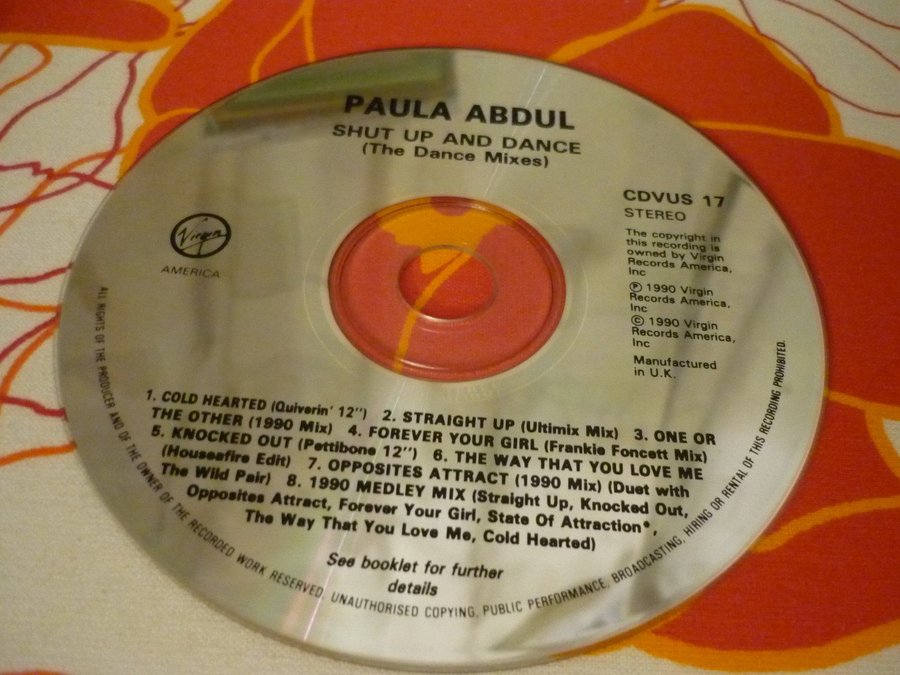 PAULA ABDUL
SHUT UP AND DANCE
(The Dance Mixes)
Virgin
AMERICA
CDVUS 17
STEREO
The copyright in
this recording is
owned by Virgin
Records America,
Inc
Ⓟ 1990 Virgin
Records America,
Inc
© 1990 Virgin
Records America,
Inc
Manufactured
in U.K.
1. COLD HEARTED (Quiverin' 12") 2. STRAIGHT UP (Ultimix Mix) 3. ONE OR
THE OTHER (1990 Mix) 4. FOREVER YOUR GIRL (Frankie Foncett Mix)
5. KNOCKED OUT (Pettibone 12") 6. THE WAY THAT YOU LOVE ME
(Houseafire Edit) 7. OPPOSITES ATTRACT (1990 Mix) (Duet with
The Wild Pair) 8. 1990 MEDLEY MIX (Straight Up, Knocked Out,
Opposites Attract, Forever Your Girl, State Of Attraction*,
The Way That You Love Me, Cold Hearted)
See booklet for further
details
ALL RIGHTS OF THE PRODUCER AND OF THE OWNER OF THE RECORDED WORK RESERVED. UNAUTHORISED COPYING, PUBLIC PERFORMANCE, BROADCASTING, HIRING OR RENTAL OF THIS RECORDING PROHIBITED.